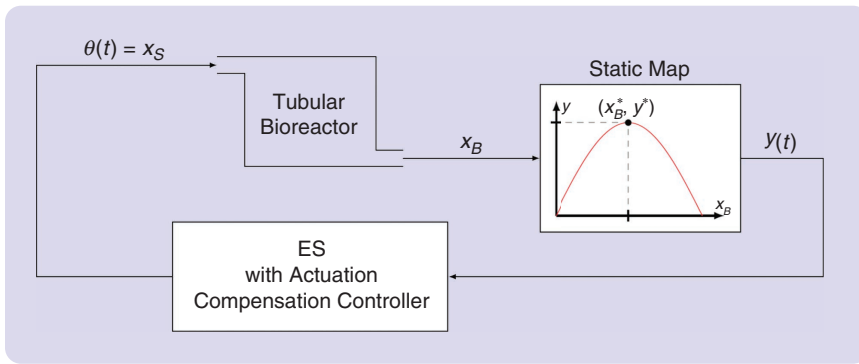 θ(t) = x_S
Tubular
Bioreactor
x_B
Static Map
y
(x_B^*, y^*)
x_B
y(t)
ES
with Actuation
Compensation Controller